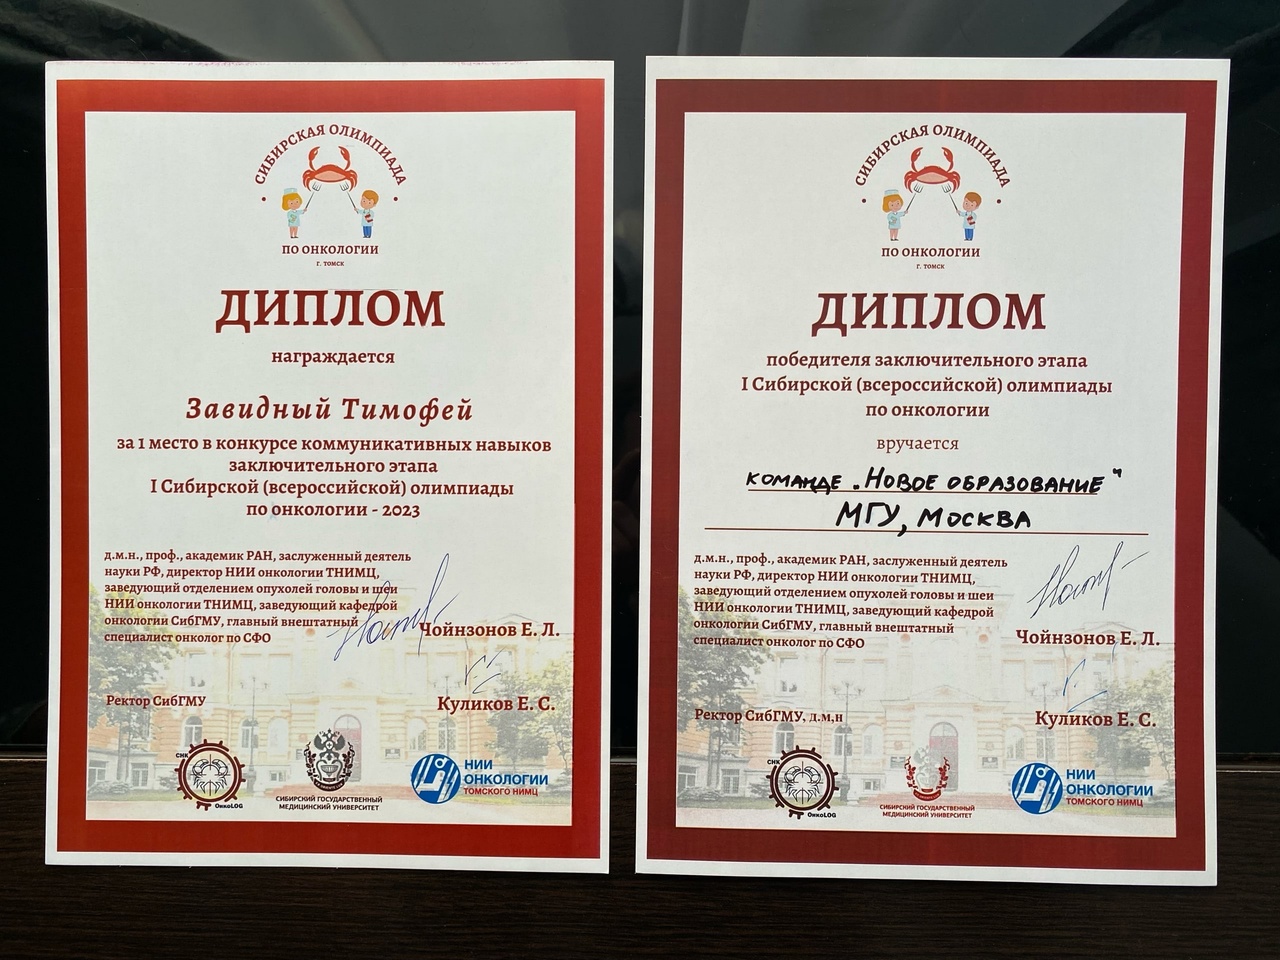 СИБИРСКАЯ ОЛИМПИАДА
ПО ОНКОЛОГИИ
Г. ТОМСК
ДИПЛОМ
награждается
Завидный Тимофей
за 1 место в конкурсе коммуникативных навыков
заключительного этапа
I Сибирской (всероссийской) олимпиады
по онкологии - 2023
д.м.н., проф., академик РАН, заслуженный деятель
науки РФ, директор НИИ онкологии ТНИМЦ,
заведующий отделением опухолей головы и шеи
НИИ онкологии ТНИМЦ, заведующий кафедрой
онкологии СибГМУ, главный внештатный
специалист онколог по СФО
Чойнзонов Е. Л.
Ректор СибГМУ
Куликов Е. С.
СНК
ОнкоLOG
СИБИРСКИЙ ГОСУДАРСТВЕННЫЙ
МЕДИЦИНСКИЙ УНИВЕРСИТЕТ
НИИ
ОНКОЛОГИИ
ТОМСКОГО НИМЦ
СИБИРСКАЯ ОЛИМПИАДА
ПО ОНКОЛОГИИ
Г. ТОМСК
ДИПЛОМ
победителя заключительного этапа
I Сибирской (всероссийской) олимпиады
по онкологии
вручается
КОМАНДЕ „НОВОЕ ОБРАЗОВАНИЕ“
МГУ, МОСКВА
д.м.н., проф., академик РАН, заслуженный деятель
науки РФ, директор НИИ онкологии ТНИМЦ,
заведующий отделением опухолей головы и шеи
НИИ онкологии ТНИМЦ, заведующий кафедрой
онкологии СибГМУ, главный внештатный
специалист онколог по СФО
Чойнзонов Е. Л.
Ректор СибГМУ, д.м.н
Куликов Е. С.
СНК
ОнкоLOG
СИБИРСКИЙ ГОСУДАРСТВЕННЫЙ
МЕДИЦИНСКИЙ УНИВЕРСИТЕТ
НИИ
ОНКОЛОГИИ
ТОМСКОГО НИМЦ